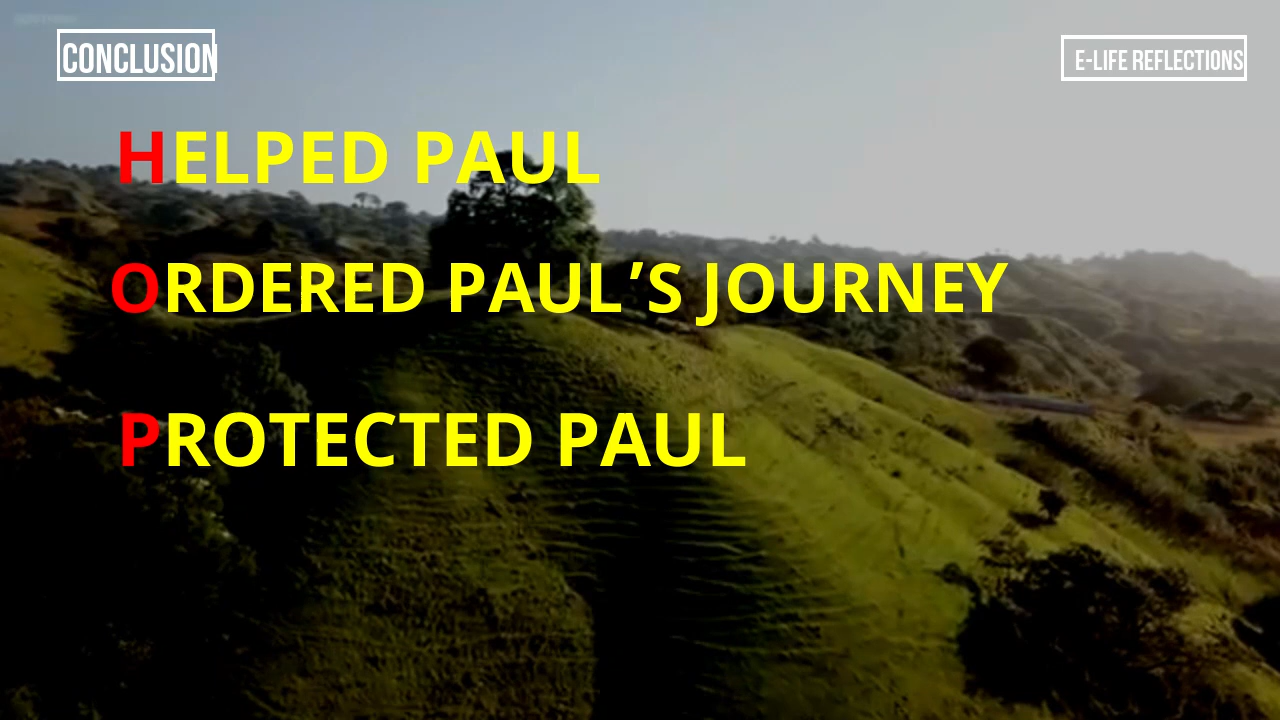 CONCLUSION
E-LIFE REFLECTIONS
HELPED PAUL
ORDERED PAUL’S JOURNEY
PROTECTED PAUL